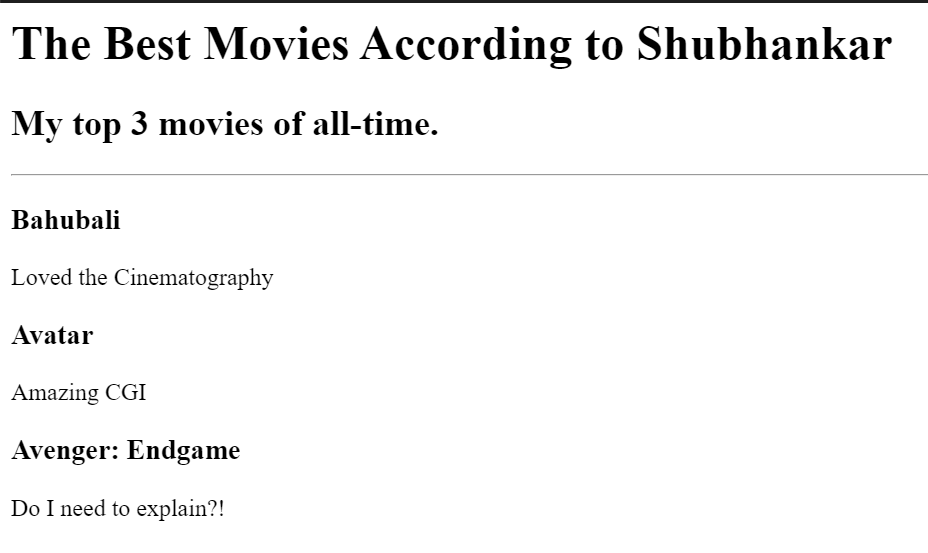 The Best Movies According to Shubhankar
My top 3 movies of all-time.
Bahubali
Loved the Cinematography
Avatar
Amazing CGI
Avenger: Endgame
Do I need to explain?!